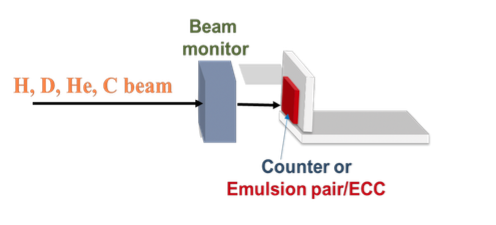 Beam
monitor
H, D, He, C beam
Counter or
Emulsion pair/ECC